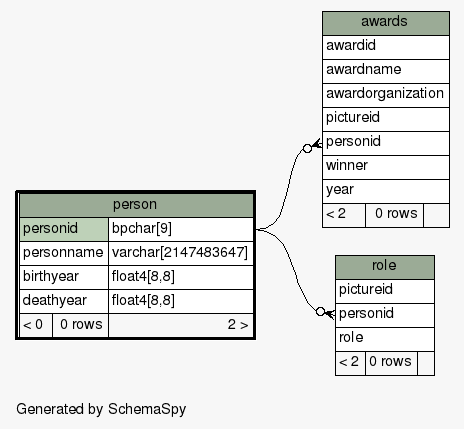 awards
awardid
awardname
awardorganization
pictureid
personid
winner
year
< 2 0 rows
person
personid bpchar[9]
personname varchar[2147483647]
birthyear float4[8,8]
deathyear float4[8,8]
< 0 0 rows 2 >
role
pictureid
personid
role
< 2 0 rows
Generated by SchemaSpy